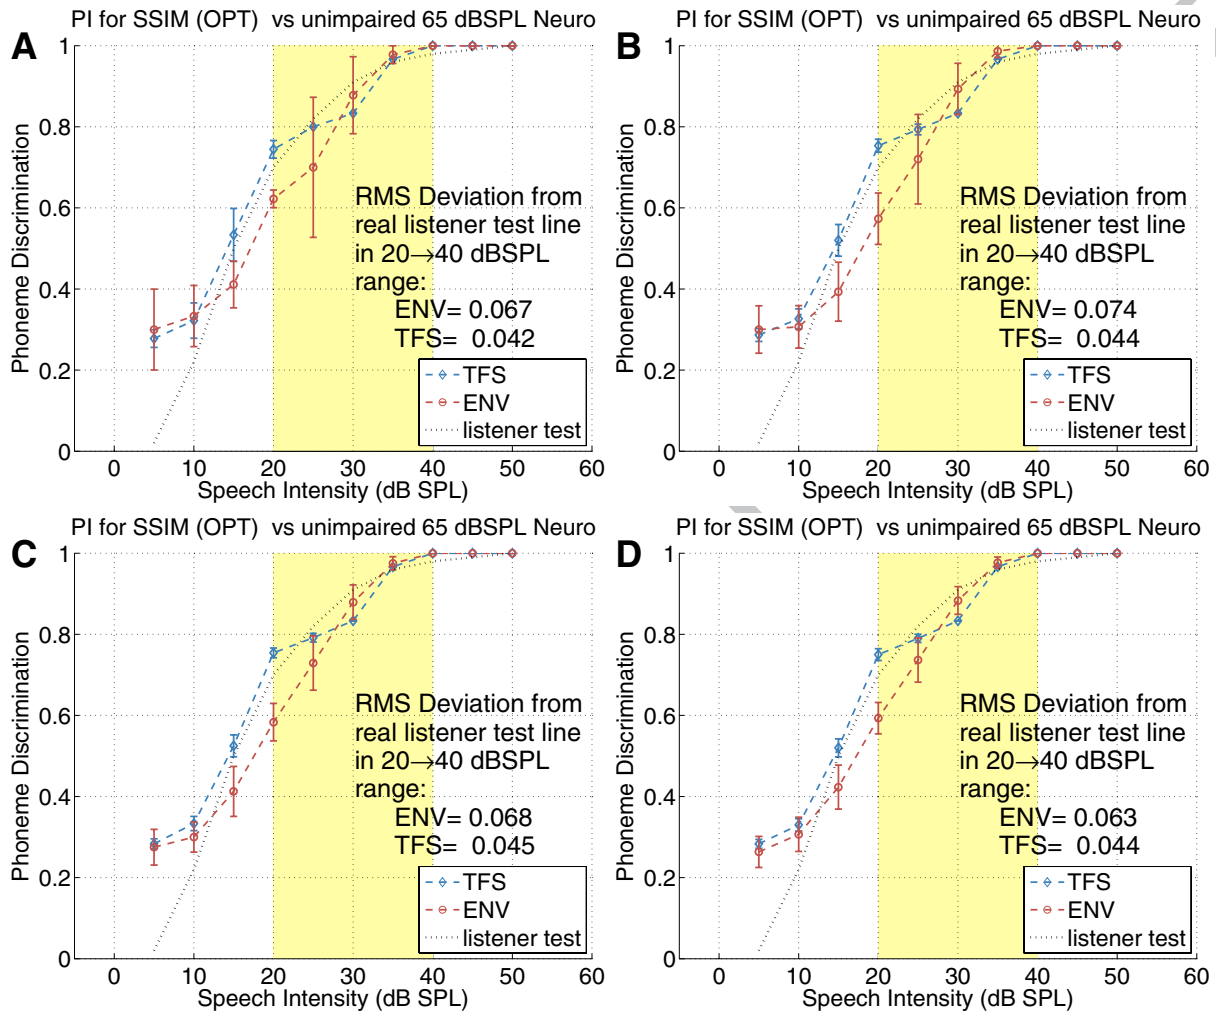 A
PI for SSIM (OPT) vs unimpaired 65 dBSPL Neuro
Phoneme Discrimination
1
0.8
0.6
0.4
0.2
0
RMS Deviation from
real listener test line
in 20→40 dBSPL
range:
ENV= 0.067
TFS= 0.042
TFS
ENV
listener test
0 10 20 30 40 50 60
Speech Intensity (dB SPL)
B
PI for SSIM (OPT) vs unimpaired 65 dBSPL Neuro
Phoneme Discrimination
1
0.8
0.6
0.4
0.2
0
RMS Deviation from
real listener test line
in 20→40 dBSPL
range:
ENV= 0.074
TFS= 0.044
TFS
ENV
listener test
0 10 20 30 40 50 60
Speech Intensity (dB SPL)
C
PI for SSIM (OPT) vs unimpaired 65 dBSPL Neuro
Phoneme Discrimination
1
0.8
0.6
0.4
0.2
0
RMS Deviation from
real listener test line
in 20→40 dBSPL
range:
ENV= 0.068
TFS= 0.045
TFS
ENV
listener test
0 10 20 30 40 50 60
Speech Intensity (dB SPL)
D
PI for SSIM (OPT) vs unimpaired 65 dBSPL Neuro
Phoneme Discrimination
1
0.8
0.6
0.4
0.2
0
RMS Deviation from
real listener test line
in 20→40 dBSPL
range:
ENV= 0.063
TFS= 0.044
TFS
ENV
listener test
0 10 20 30 40 50 60
Speech Intensity (dB SPL)